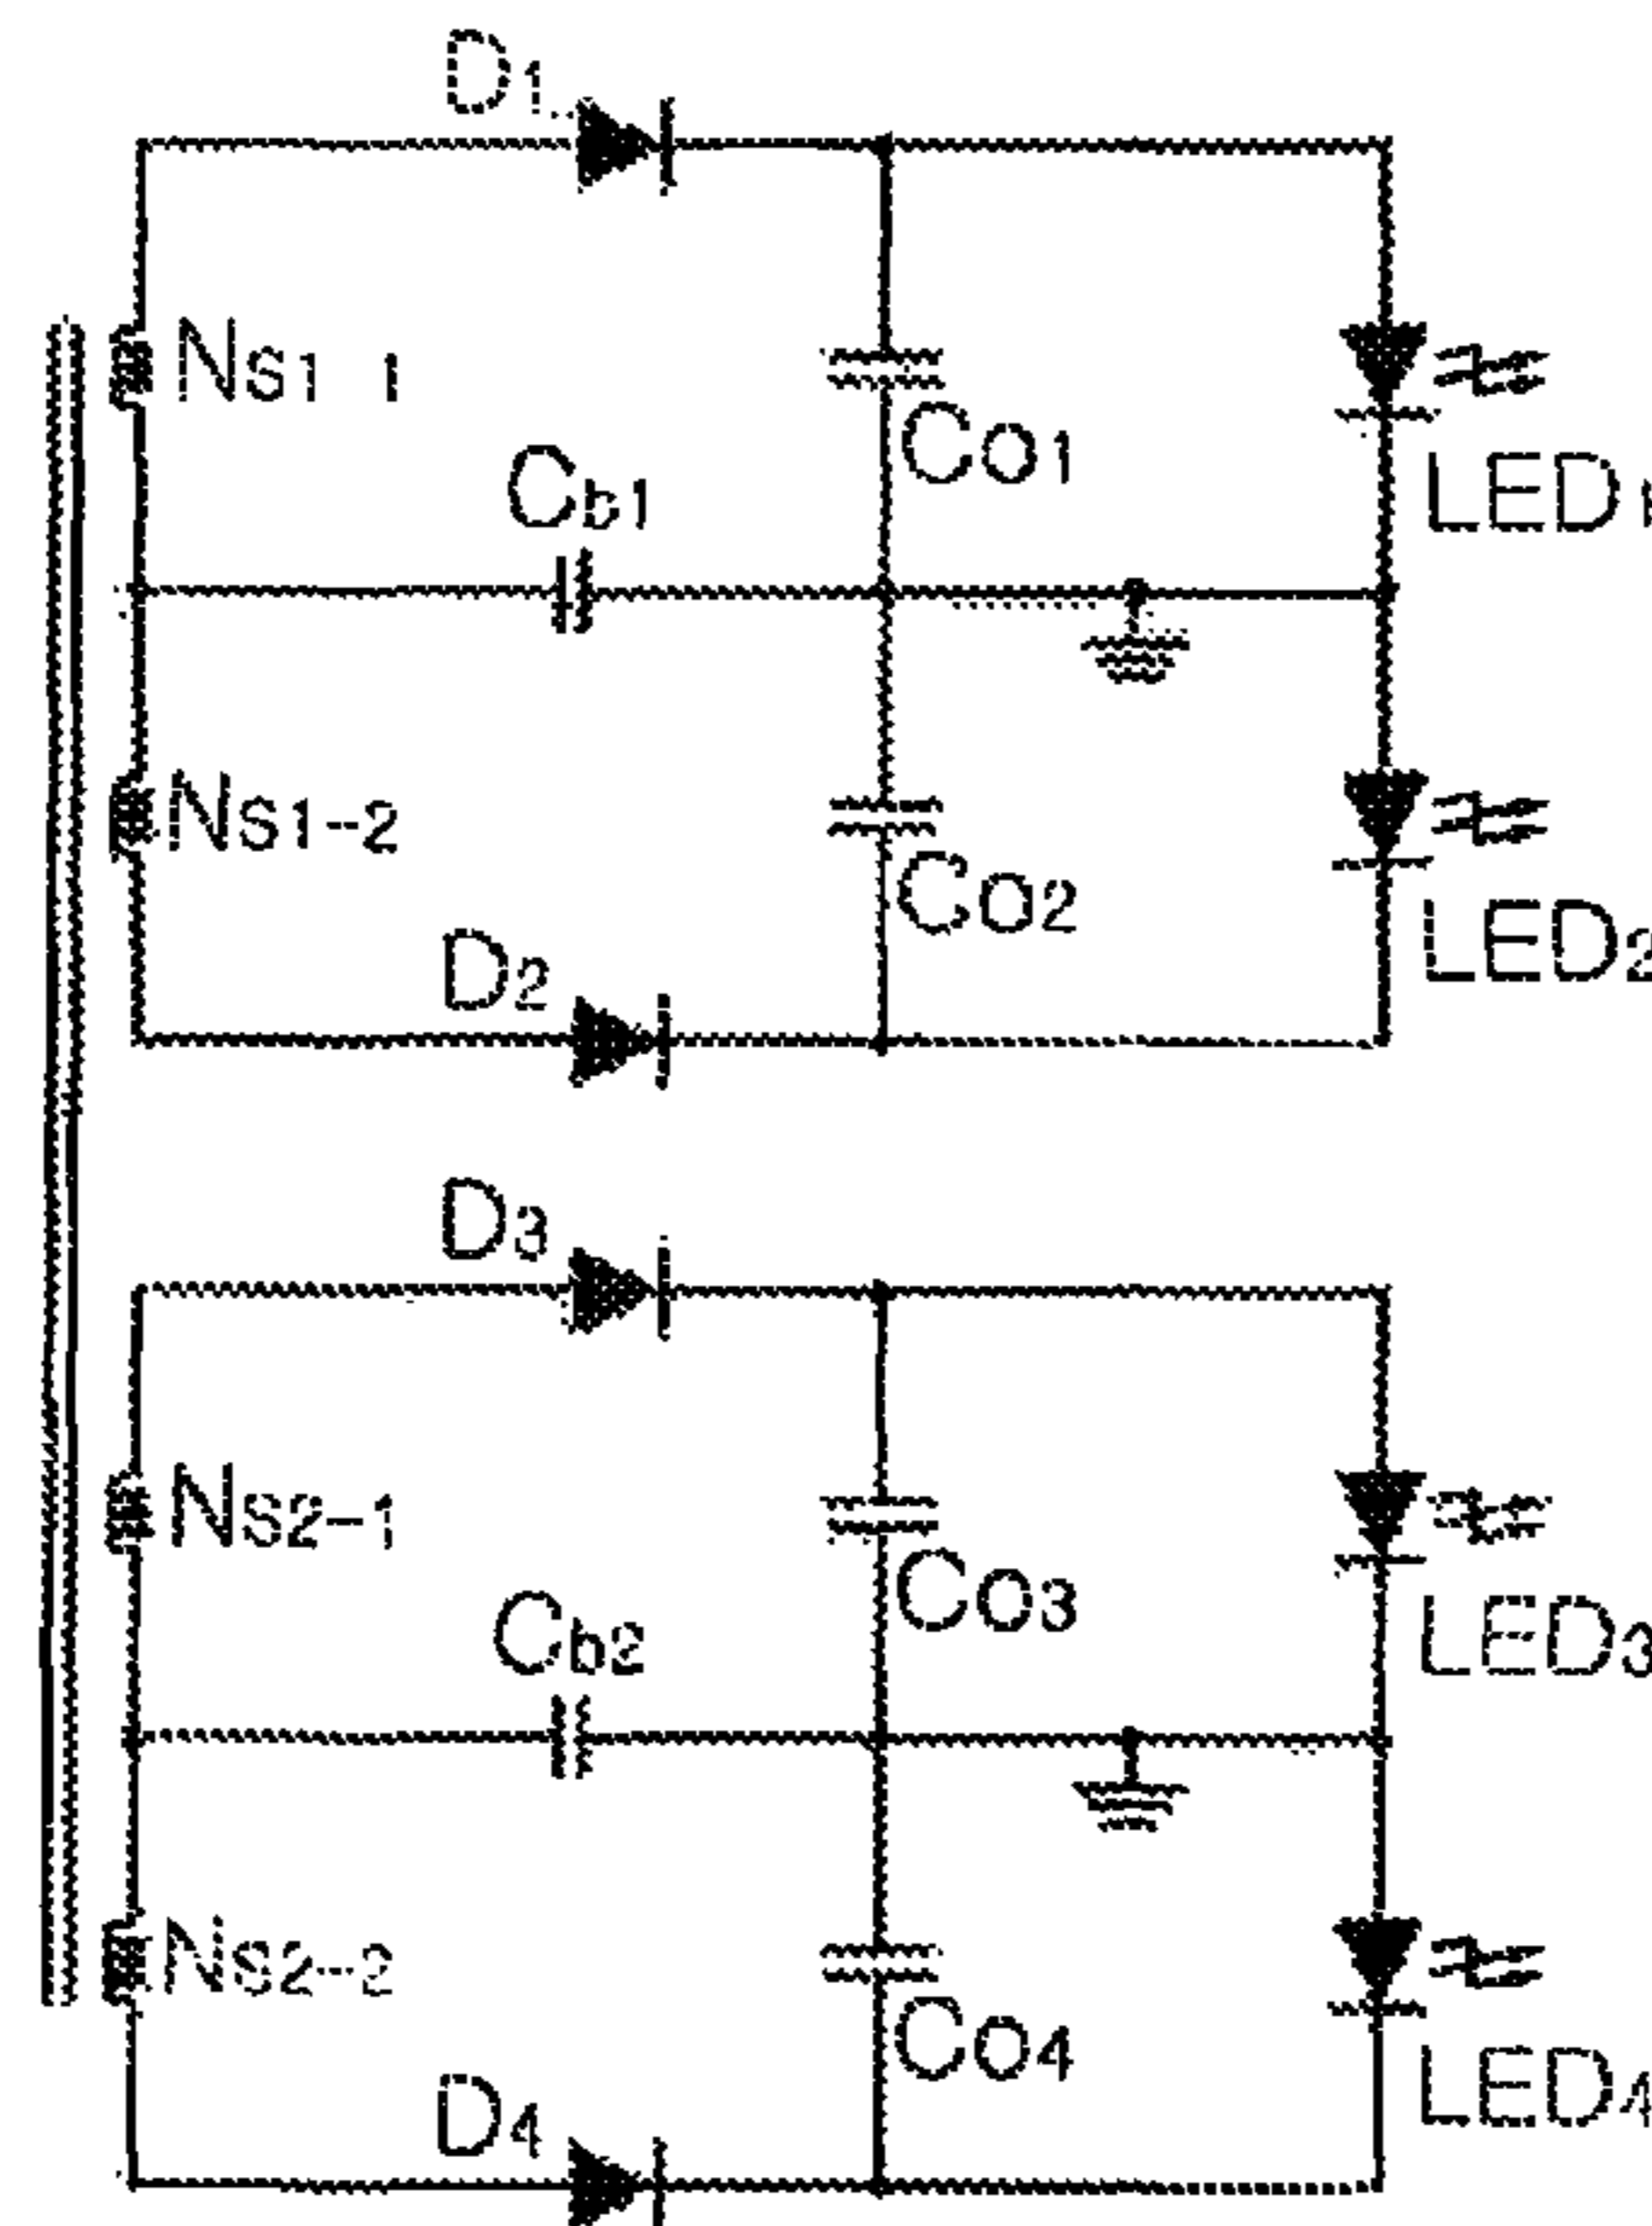 D1
NS1-1
CO1
Cb1
LED1
NS1-2
CO2
LED2
D2
D3
NS2-1
CO3
Cb2
LED3
NS2-2
CO4
LED4
D4